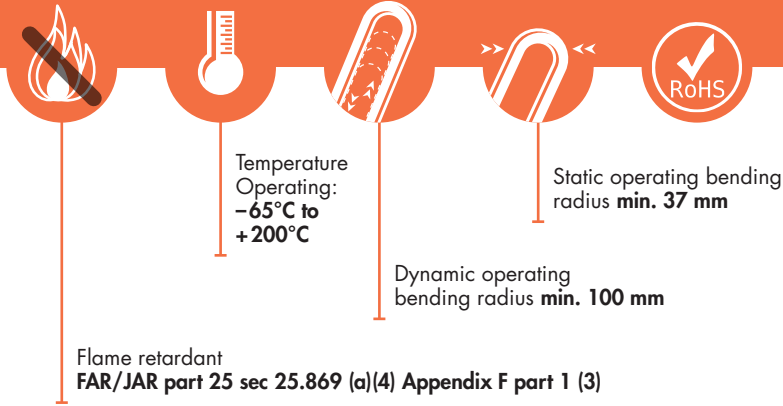 RoHS
Temperature
Operating:
–65°C to
+200°C
Static operating bending
radius min. 37 mm
Dynamic operating
bending radius min. 100 mm
Flame retardant
FAR/JAR part 25 sec 25.869 (a)(4) Appendix F part 1 (3)